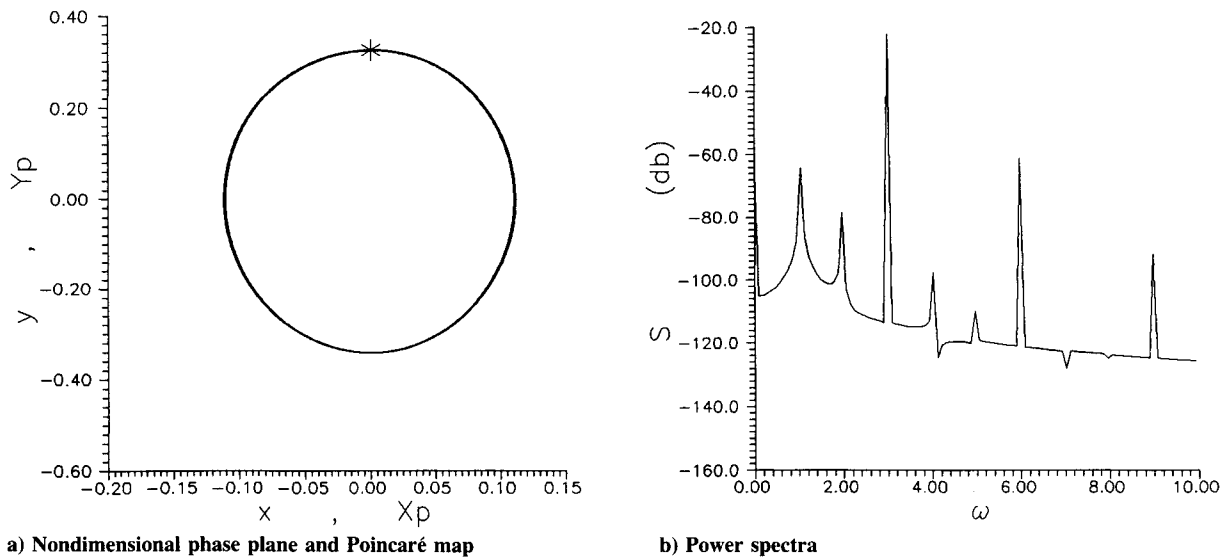 0.40
0.20
0.00
−0.20
−0.40
−0.60
y , Yp
−0.20 −0.15 −0.10 −0.05 0.00 0.05 0.10 0.15
x , Xp
a) Nondimensional phase plane and Poincaré map
−20.0
−40.0
−60.0
−80.0
−100.0
−120.0
−140.0
−160.0
S (db)
0.00 2.00 4.00 6.00 8.00 10.00
ω
b) Power spectra